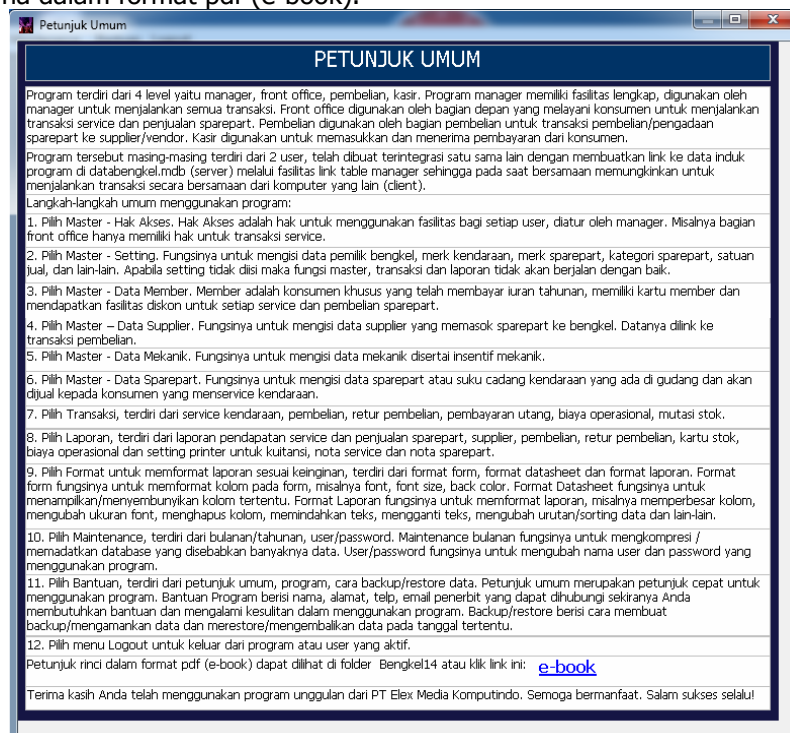 na dalam format pdf (e-book).
Petunjuk Umum
PETUNJUK UMUM
Program terdiri dari 4 level yaitu manager, front office, pembelian, kasir. Program manager memiliki fasilitas lengkap, digunakan oleh
manager untuk menjalankan semua transaksi. Front office digunakan oleh bagian depan yang melayani konsumen untuk menjalankan
transaksi service dan penjualan sparepart. Pembelian digunakan oleh bagian pembelian untuk transaksi pembelian/pengadaan
sparepart ke supplier/vendor. Kasir digunakan untuk memasukkan dan menerima pembayaran dari konsumen.
Program tersebut masing-masing terdiri dari 2 user, telah dibuat terintegrasi satu sama lain dengan membuatkan link ke data induk
program di databengkel.mdb (server) melalui fasilitas link table manager sehingga pada saat bersamaan memungkinkan untuk
menjalankan transaksi secara bersamaan dari komputer yang lain (client).
Langkah-langkah umum menggunakan program:
1. Pilih Master - Hak Akses. Hak Akses adalah hak untuk menggunakan fasilitas bagi setiap user, diatur oleh manager. Misalnya bagian
front office hanya memiliki hak untuk transaksi service.
2. Pilih Master - Setting. Fungsinya untuk mengisi data pemilik bengkel, merk kendaraan, merk sparepart, kategori sparepart, satuan
jual, dan lain-lain. Apabila setting tidak diisi maka fungsi master, transaksi dan laporan tidak akan berjalan dengan baik.
3. Pilih Master - Data Member. Member adalah konsumen khusus yang telah membayar iuran tahunan, memiliki kartu member dan
mendapatkan fasilitas diskon untuk setiap service dan pembelian sparepart.
4. Pilih Master – Data Supplier. Fungsinya untuk mengisi data supplier yang memasok sparepart ke bengkel. Datanya dilink ke
transaksi pembelian.
5. Pilih Master - Data Mekanik. Fungsinya untuk mengisi data mekanik disertai insentif mekanik.
6. Pilih Master - Data Sparepart. Fungsinya untuk mengisi data sparepart atau suku cadang kendaraan yang ada di gudang dan akan
dijual kepada konsumen yang menservice kendaraan.
7. Pilih Transaksi, terdiri dari service kendaraan, pembelian, retur pembelian, pembayaran utang, biaya operasional, mutasi stok.
8. Pilih Laporan, terdiri dari laporan pendapatan service dan penjualan sparepart, supplier, pembelian, retur pembelian, kartu stok,
biaya operasional dan setting printer untuk kuitansi, nota service dan nota sparepart.
9. Pilih Format untuk memformat laporan sesuai keinginan, terdiri dari format form, format datasheet dan format laporan. Format
form fungsinya untuk memformat kolom pada form, misalnya font, font size, back color. Format Datasheet fungsinya untuk
menampilkan/menyembunyikan kolom tertentu. Format Laporan fungsinya untuk memformat laporan, misalnya memperbesar kolom,
mengubah ukuran font, menghapus kolom, memindahkan teks, mengganti teks, mengubah urutan/sorting data dan lain-lain.
10. Pilih Maintenance, terdiri dari bulanan/tahunan, user/password. Maintenance bulanan fungsinya untuk mengkompresi /
memadatkan database yang disebabkan banyaknya data. User/password fungsinya untuk mengubah nama user dan password yang
menggunakan program.
11. Pilih Bantuan, terdiri dari petunjuk umum, program, cara backup/restore data. Petunjuk umum merupakan petunjuk cepat untuk
menggunakan program. Bantuan Program berisi nama, alamat, telp, email penerbit yang dapat dihubungi sekiranya Anda
membutuhkan bantuan dan mengalami kesulitan dalam menggunakan program. Backup/restore berisi cara membuat
backup/mengamankan data dan merestore/mengembalikan data pada tanggal tertentu.
12. Pilih menu Logout untuk keluar dari program atau user yang aktif.
Petunjuk rinci dalam format pdf (e-book) dapat dilihat di folder Bengkel14 atau klik link ini: e-book
Terima kasih Anda telah menggunakan program unggulan dari PT Elex Media Komputindo. Semoga bermanfaat. Salam sukses selalu!